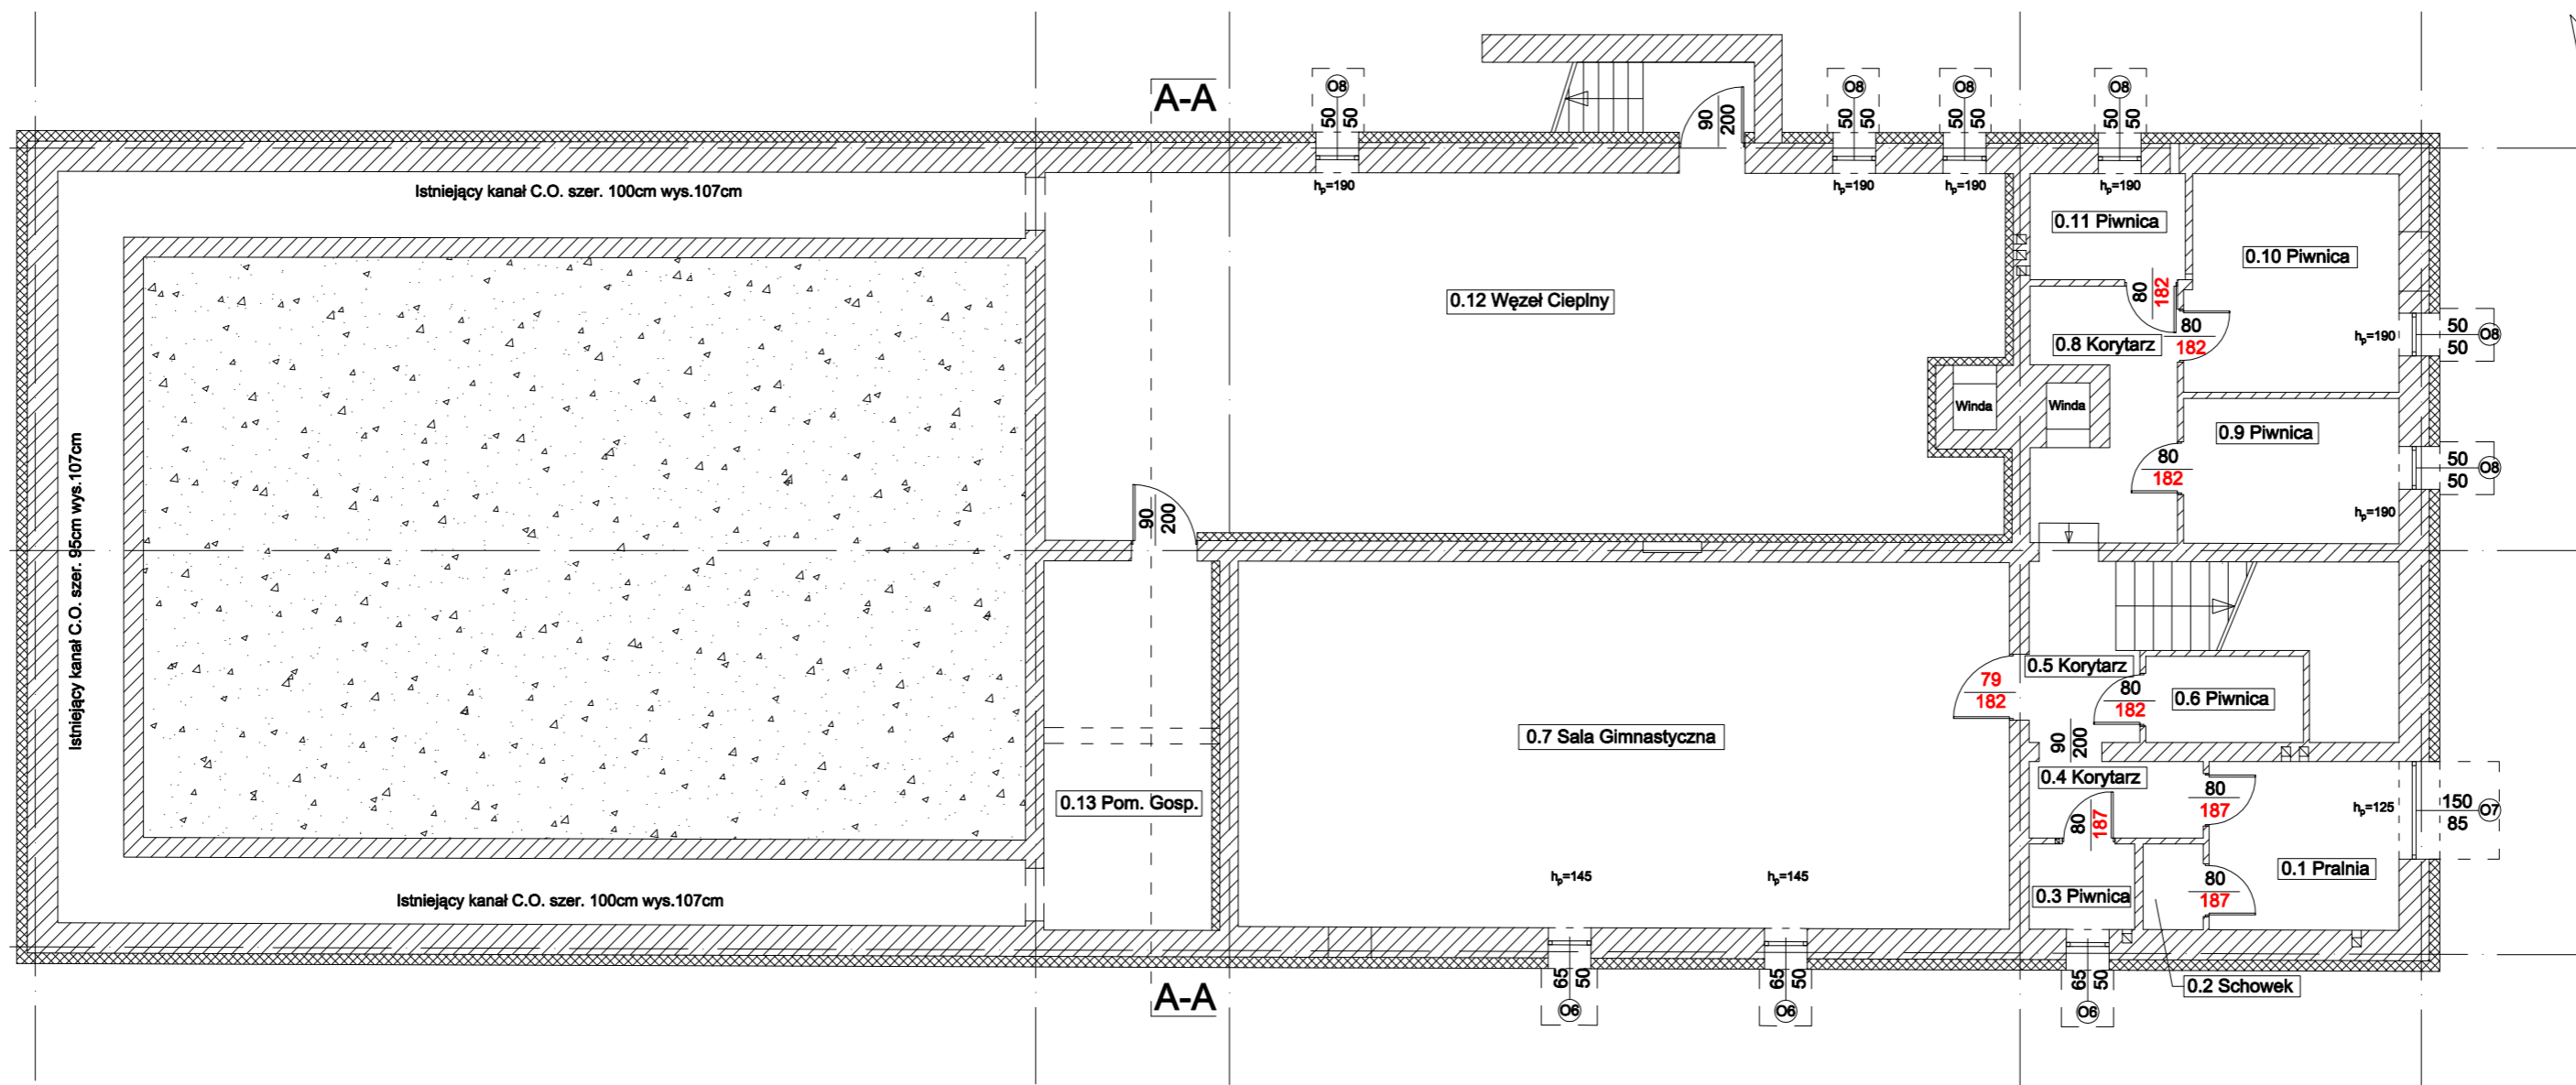 A-A
O8
50
50
hp=190
90
200
O8
50
50
hp=190
O8
50
50
hp=190
O8
50
50
hp=190
Istniejący kanał C.O. szer. 100cm wys.107cm
0.11 Piwnica
0.10 Piwnica
0.12 Węzeł Cieplny
80
182
0.8 Korytarz
80
182
hp=190
50
50
O8
Winda
Winda
0.9 Piwnica
80
182
50
50
O8
hp=190
Istniejący kanał C.O. szer. 95cm wys.107cm
90
200
0.5 Korytarz
79
182
80
182
0.6 Piwnica
0.7 Sala Gimnastyczna
90
200
0.4 Korytarz
0.13 Pom. Gosp.
80
187
80
187
hp=125
150
85
O7
0.1 Pralnia
hp=145
hp=145
80
187
0.3 Piwnica
Istniejący kanał C.O. szer. 100cm wys.107cm
0.2 Schowek
A-A
65
50
O6
65
50
O6
65
50
O6